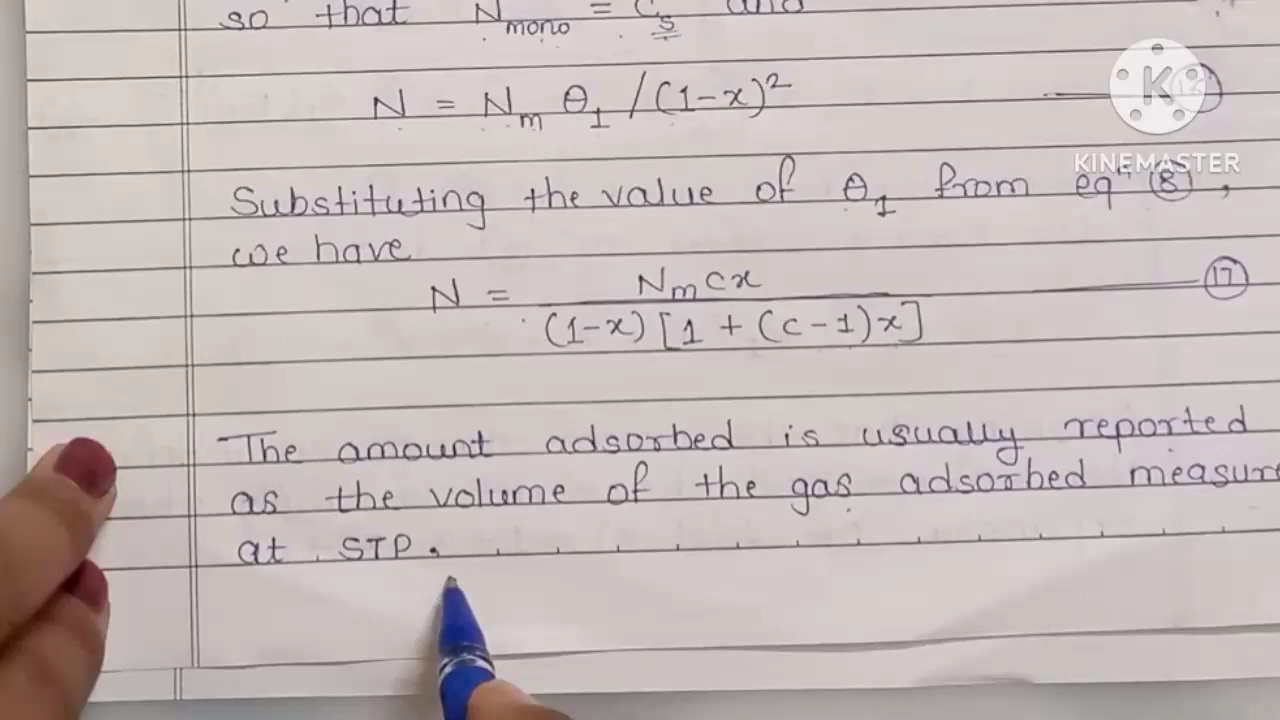 so that N_mono = C_s and
N = N_m θ_1 / (1-x)²
KINEMASTER
Substituting the value of θ_1 from eqⁿ (8),
we have
N = N_m c x / (1-x) [1 + (c-1)x] (17)
The amount adsorbed is usually reported
as the volume of the gas adsorbed measur
at STP.